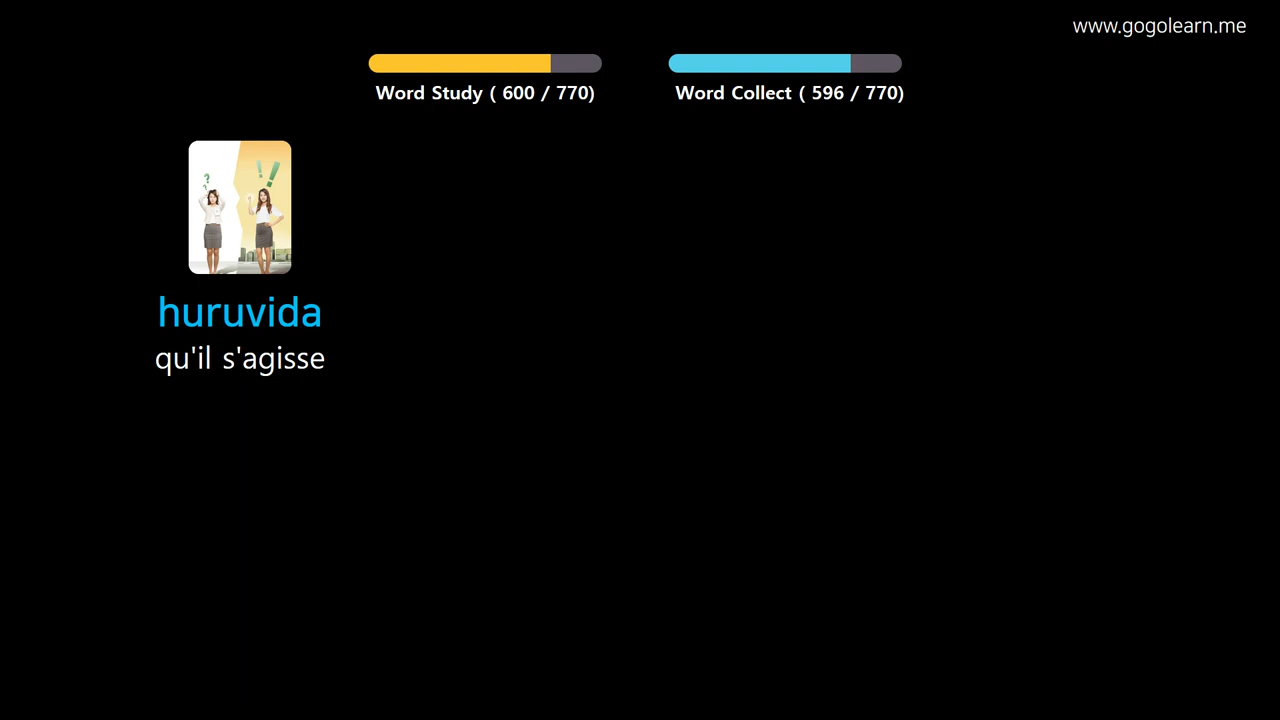 www.gogolearn.me
Word Study ( 600 / 770)
Word Collect ( 596 / 770)
huruvida
qu'il s'agisse